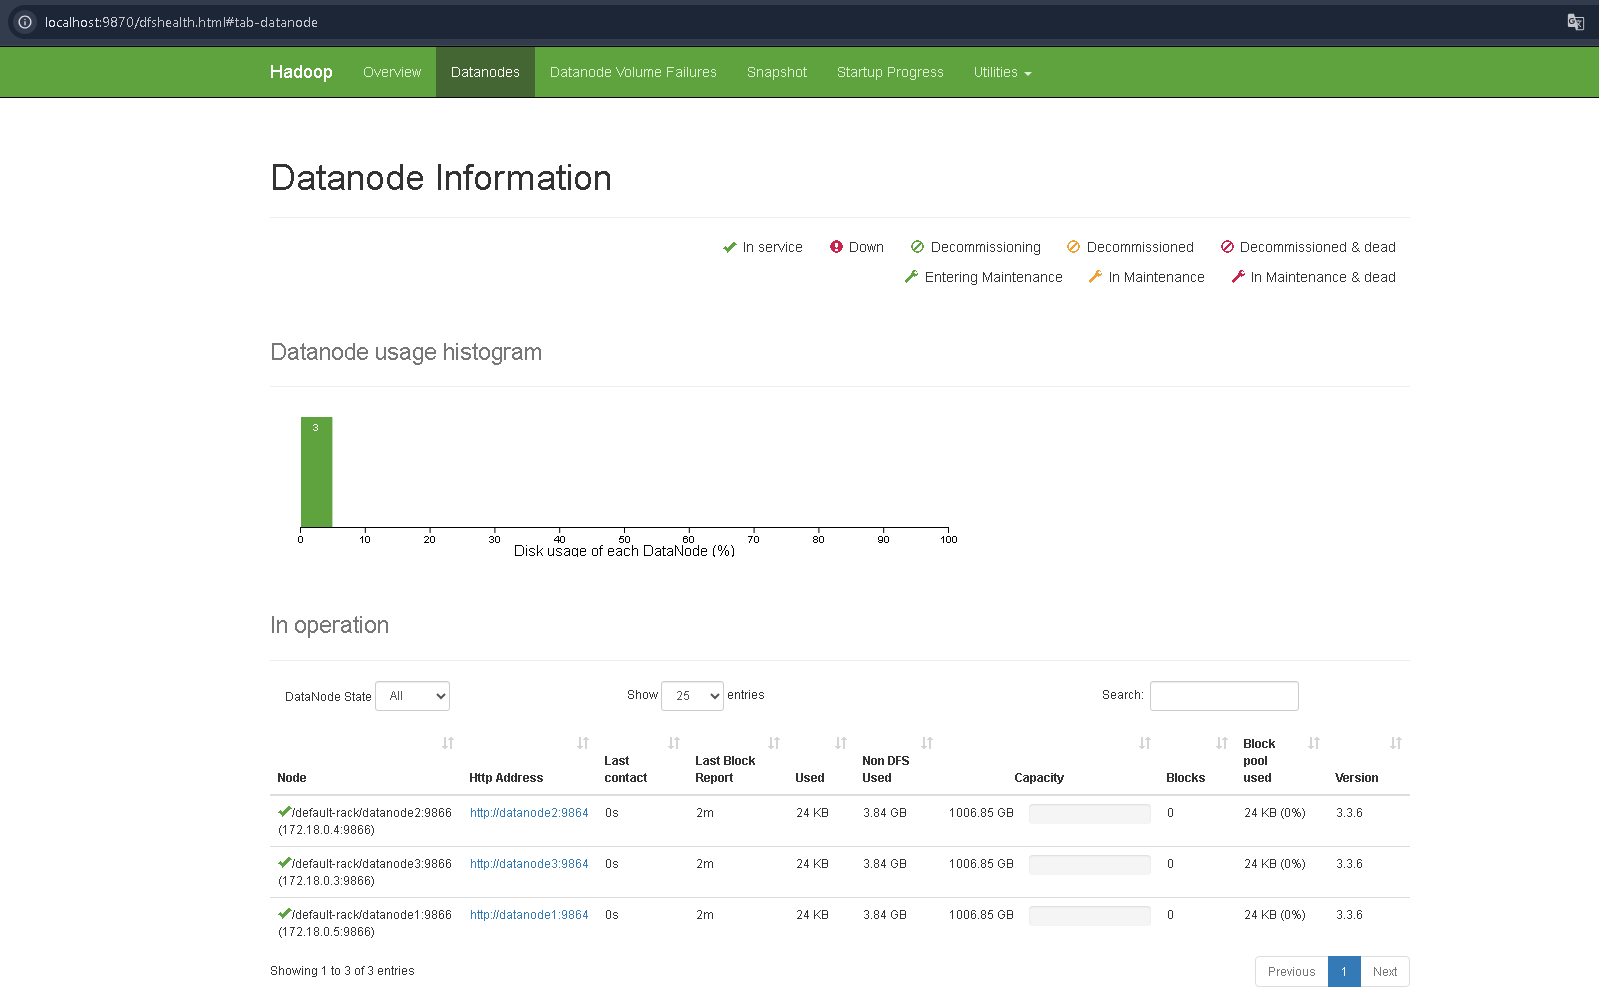 localhost:9870/dfshealth.html#tab-datanode
Hadoop Overview Datanodes Datanode Volume Failures Snapshot Startup Progress Utilities
Datanode Information
In service Down Decommissioning Decommissioned Decommissioned & dead
Entering Maintenance In Maintenance In Maintenance & dead
Datanode usage histogram
3
0 10 20 30 40 50 60 70 80 90 100
Disk usage of each DataNode (%)
In operation
DataNode State All Show 25 entries Search:
Node Http Address Last contact Last Block Report Used Non DFS Used Capacity Blocks Block pool used Version
/default-rack/datanode2:9866 http://datanode2:9864 0s 2m 24 KB 3.84 GB 1006.85 GB 0 24 KB (0%) 3.3.6
(172.18.0.4:9866)
/default-rack/datanode3:9866 http://datanode3:9864 0s 2m 24 KB 3.84 GB 1006.85 GB 0 24 KB (0%) 3.3.6
(172.18.0.3:9866)
/default-rack/datanode1:9866 http://datanode1:9864 0s 2m 24 KB 3.84 GB 1006.85 GB 0 24 KB (0%) 3.3.6
(172.18.0.5:9866)
Showing 1 to 3 of 3 entries Previous 1 Next